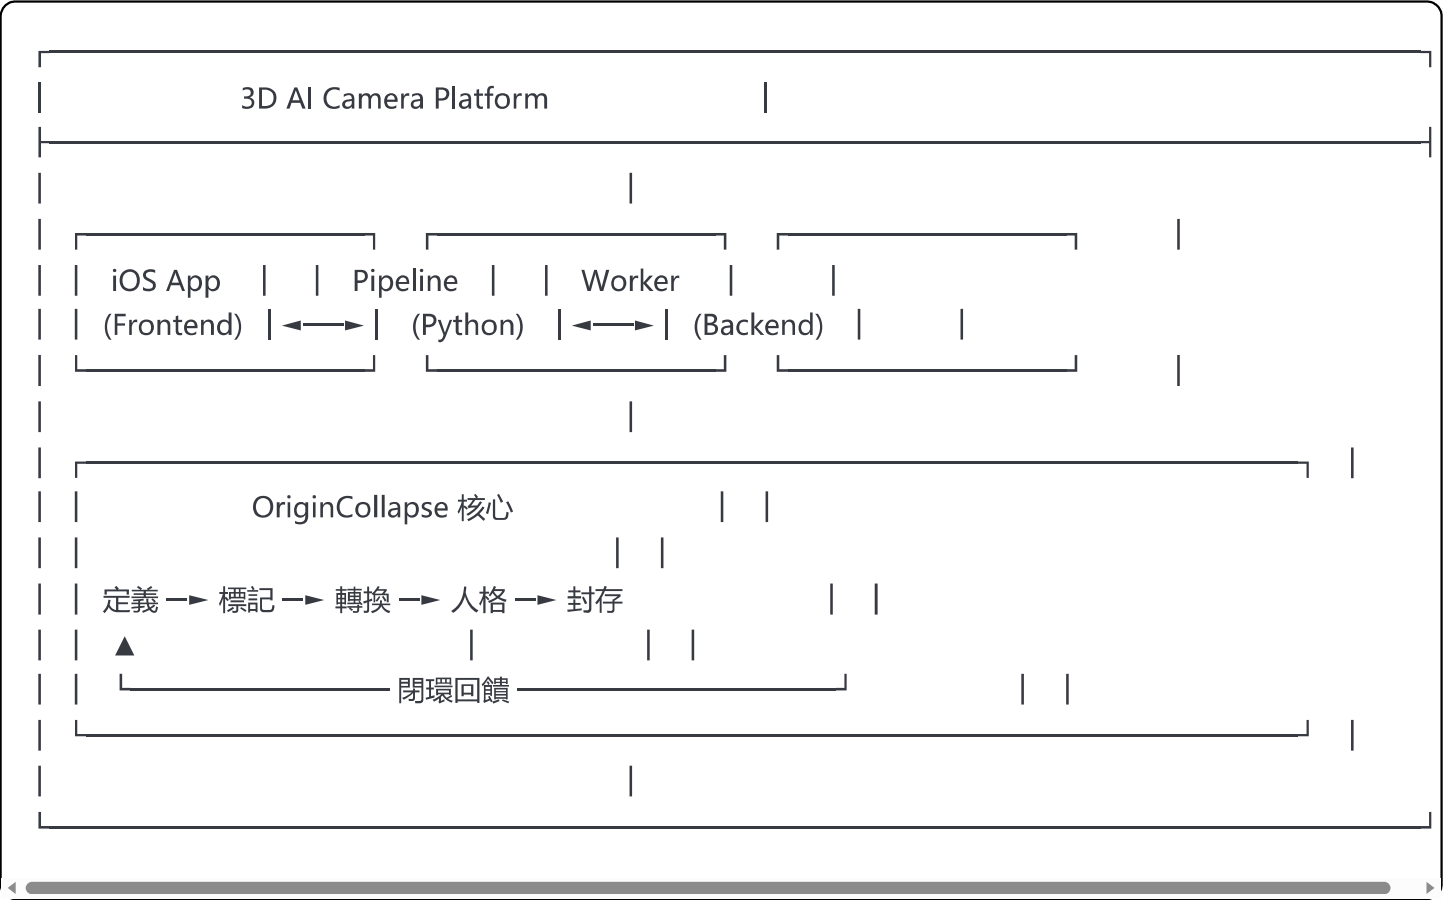 3D AI Camera Platform
iOS App Pipeline Worker
(Frontend) ◄──► (Python) ◄──► (Backend)
OriginCollapse 核心
定義 ─► 標記 ─► 轉換 ─► 人格 ─► 封存
▲
閉環回饋